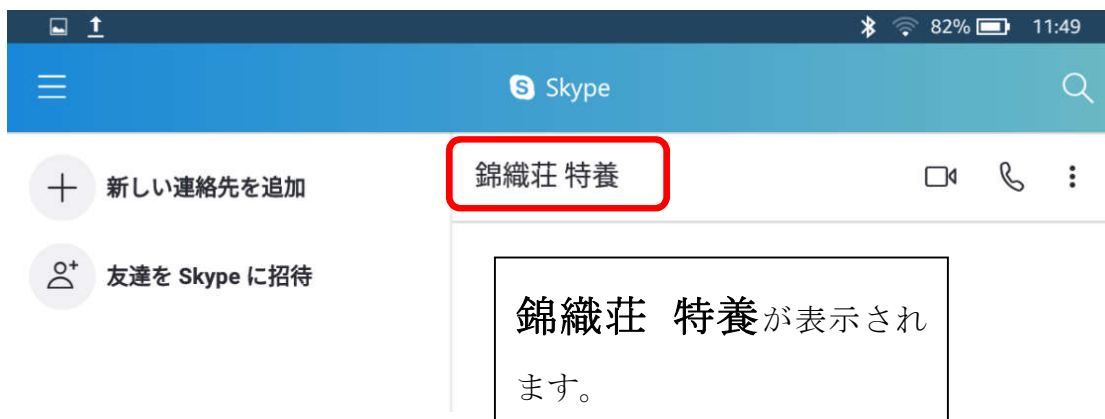 82% 11:49
Skype
新しい連絡先を追加
友達を Skype に招待
錦織荘 特養
錦織荘 特養が表示され
ます。